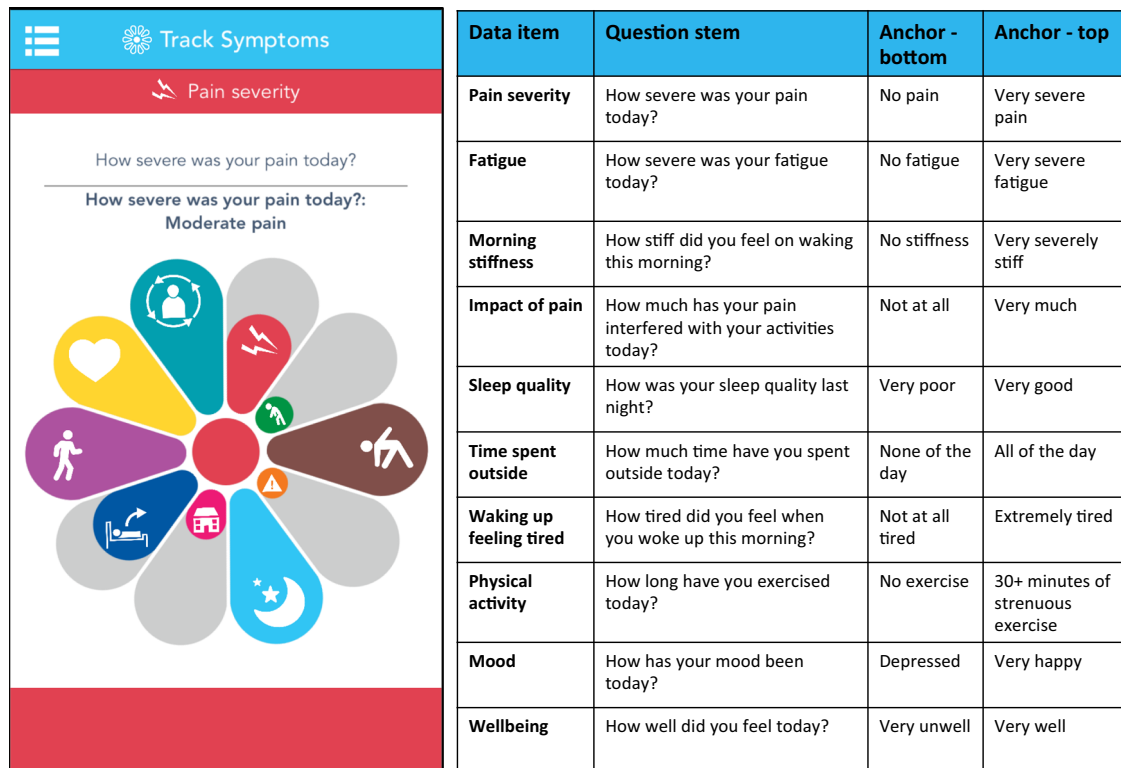 Track Symptoms
Pain severity
How severe was your pain today?
How severe was your pain today?:
Moderate pain
Data item Question stem Anchor - Anchor - top
bottom
Pain severity How severe was your pain No pain Very severe
today? pain
Fatigue How severe was your fatigue No fatigue Very severe
today? fatigue
Morning How stiff did you feel on waking No stiffness Very severely
stiffness this morning? stiff
Impact of pain How much has your pain Not at all Very much
interfered with your activities
today?
Sleep quality How was your sleep quality last Very poor Very good
night?
Time spent How much time have you spent None of the All of the day
outside outside today? day
Waking up How tired did you feel when Not at all Extremely tired
feeling tired you woke up this morning? tired
Physical How long have you exercised No exercise 30+ minutes of
activity today? strenuous
exercise
Mood How has your mood been Depressed Very happy
today?
Wellbeing How well did you feel today? Very unwell Very well